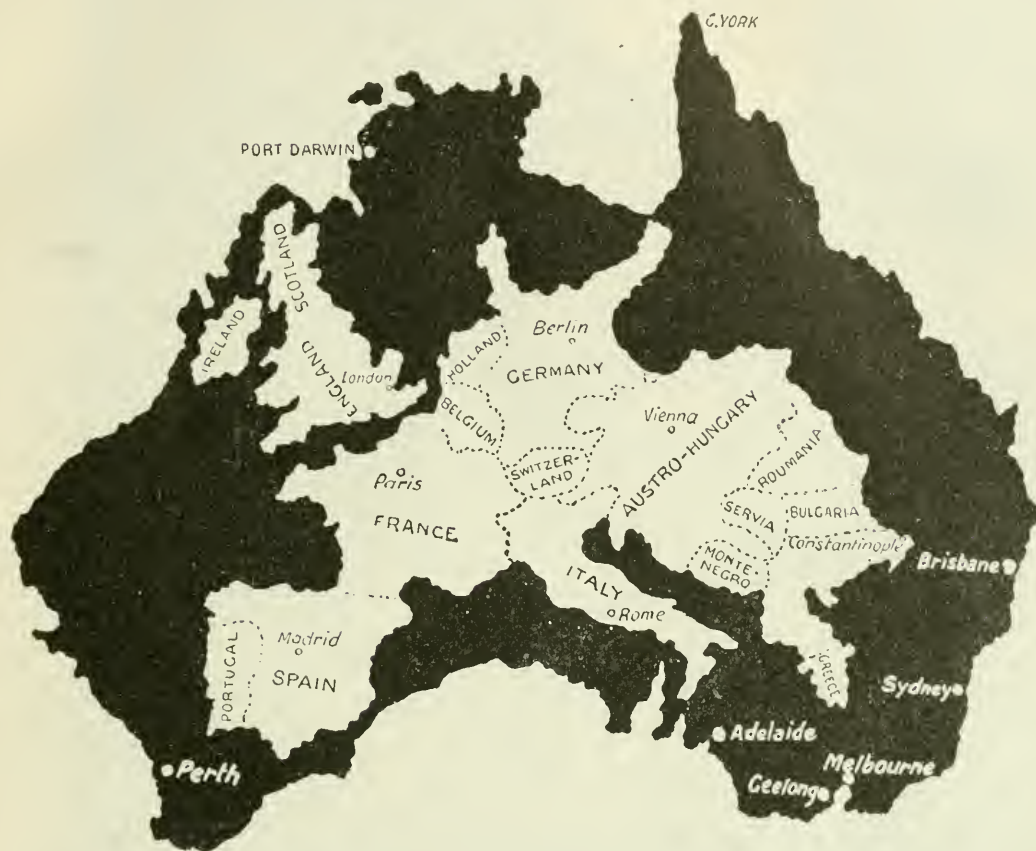 C. YORK
PORT DARWIN
SCOTLAND
IRELAND
ENGLAND
London
HOLLAND
Berlin
GERMANY
BELGIUM
SWITZER-
LAND
Vienna
AUSTRO-HUNGARY
ROUMANIA
Paris
FRANCE
SERVIA
BULGARIA
Constantinople
MONTE-
NEGRO
Brisbane
ITALY
Rome
Madrid
SPAIN
PORTUGAL
GREECE
Sydney
Adelaide
Melbourne
Geelong
Perth